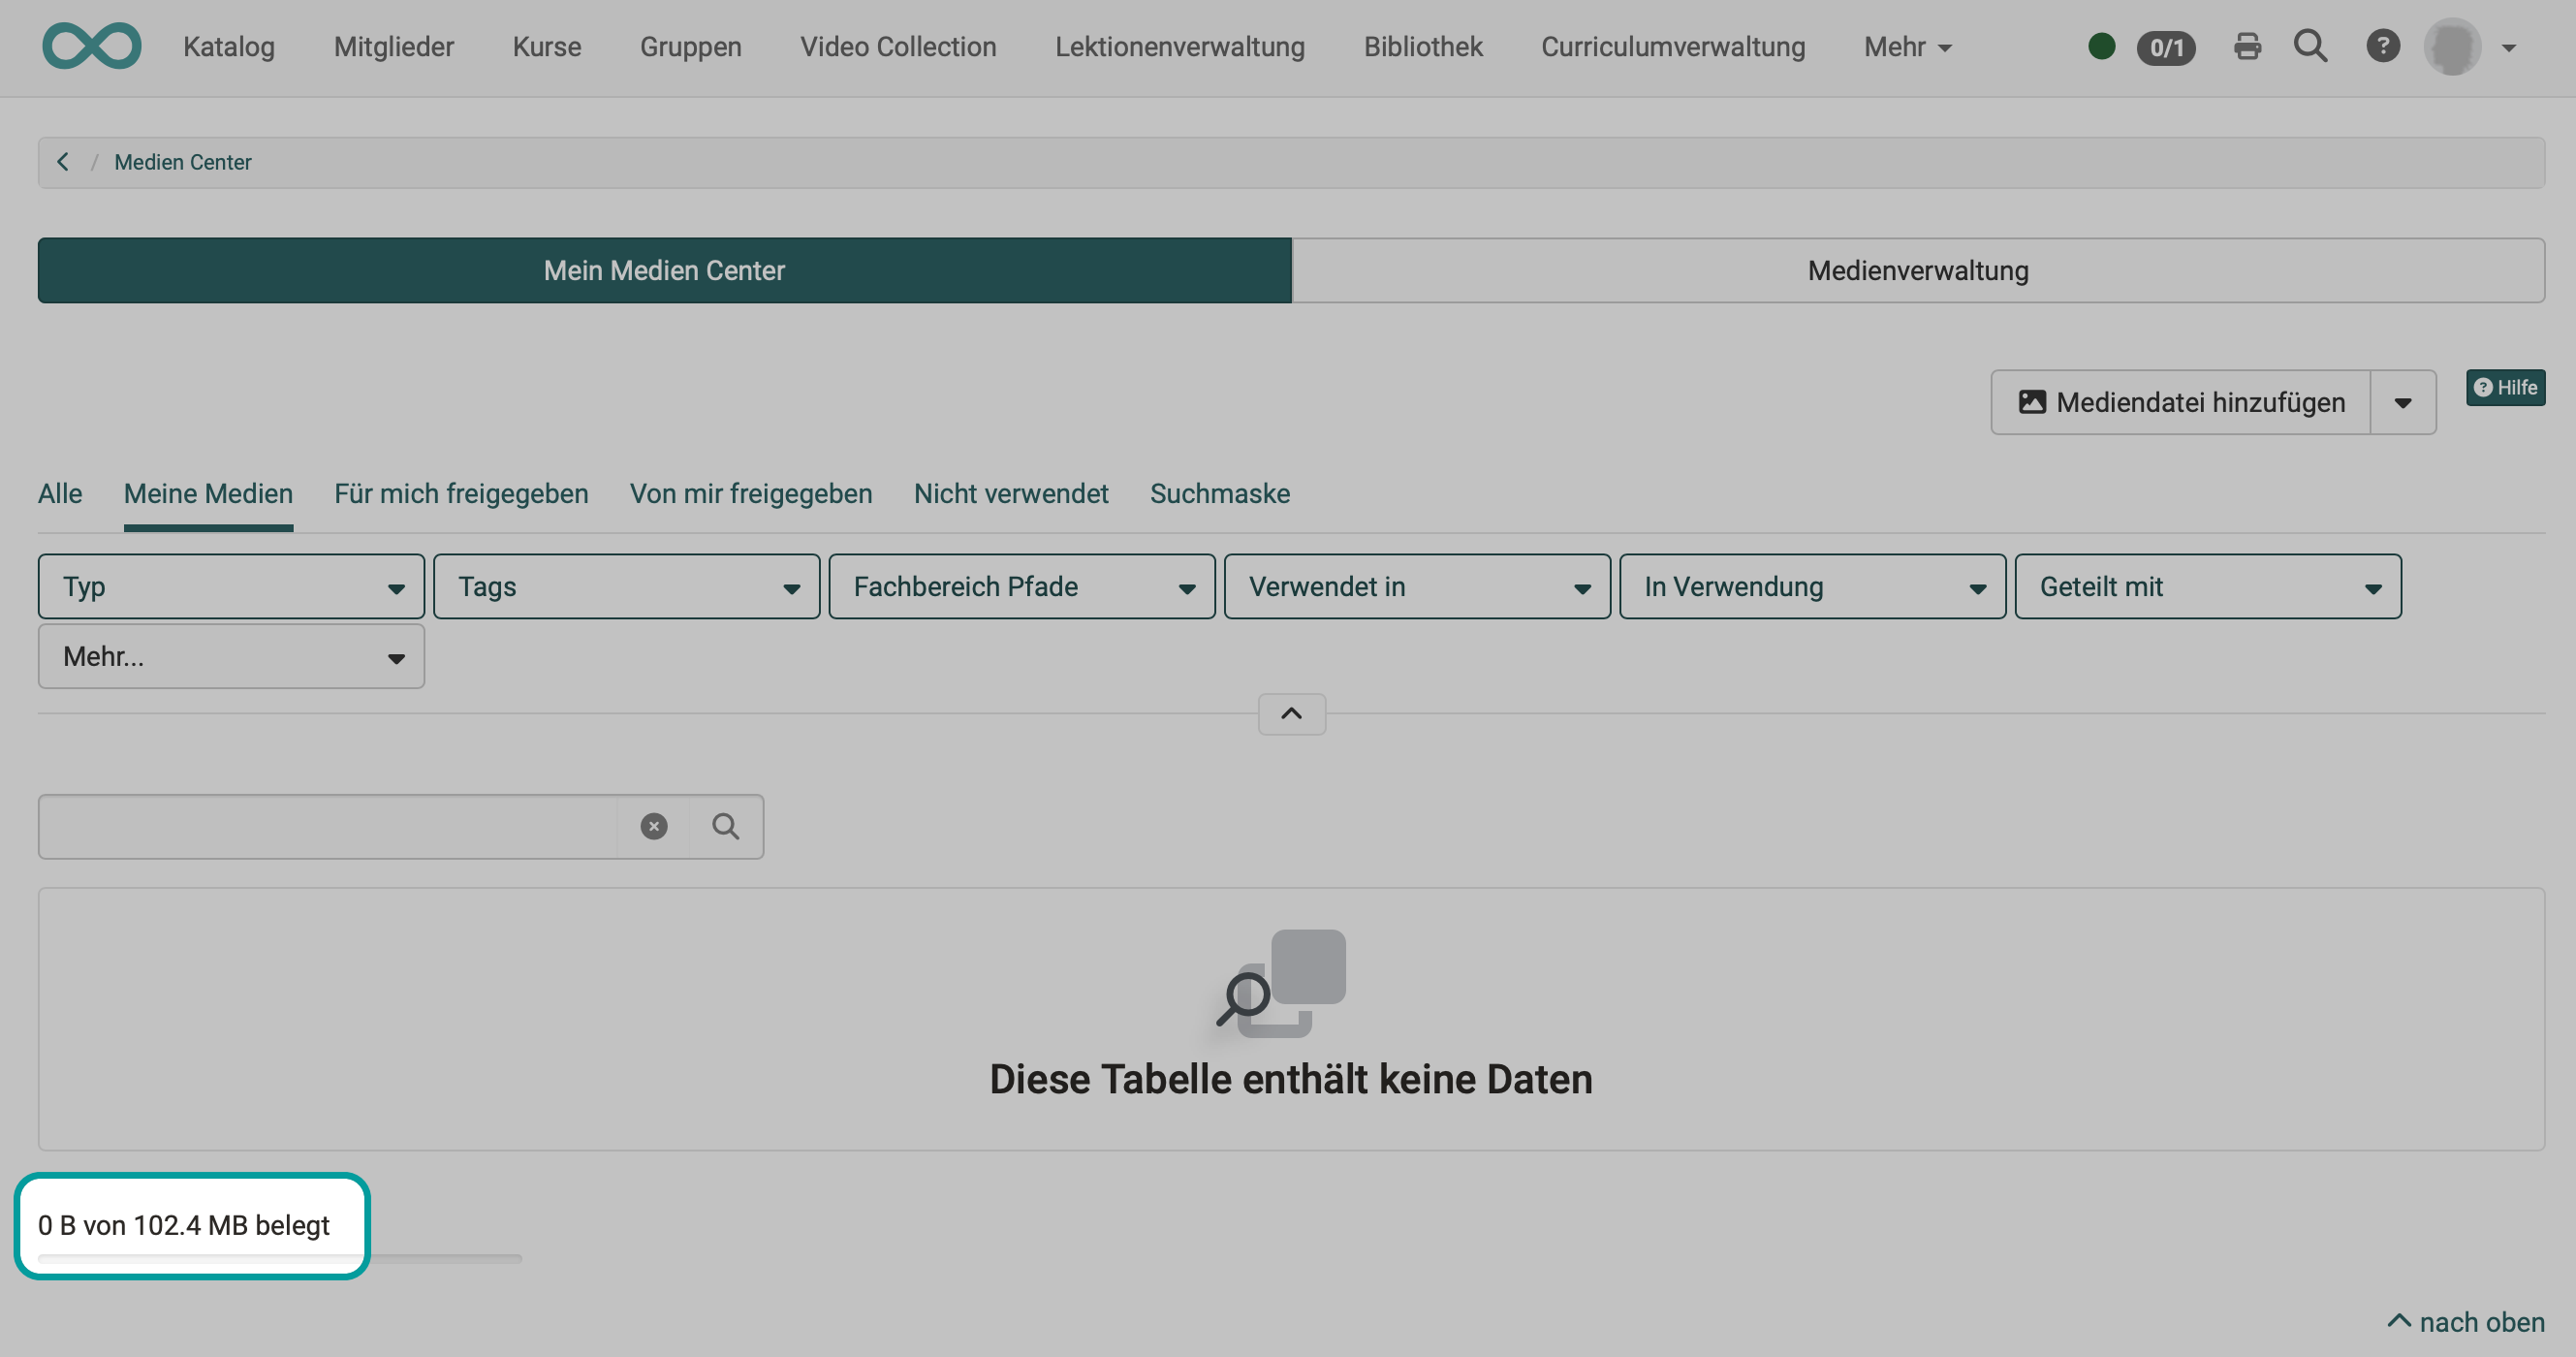 Katalog Mitglieder Kurse Gruppen Video Collection Lektionenverwaltung Bibliothek Curriculumverwaltung Mehr 0/1
/ Medien Center
Mein Medien Center Medienverwaltung
Mediendatei hinzufügen Hilfe
Alle Meine Medien Für mich freigegeben Von mir freigegeben Nicht verwendet Suchmaske
Typ Tags Fachbereich Pfade Verwendet in In Verwendung Geteilt mit
Mehr...
Diese Tabelle enthält keine Daten
0 B von 102.4 MB belegt
nach oben